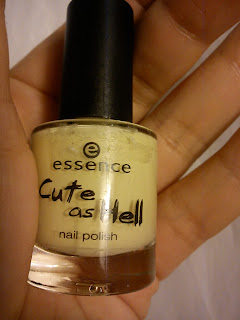 e
essence
Cute
as Hell
nail polish